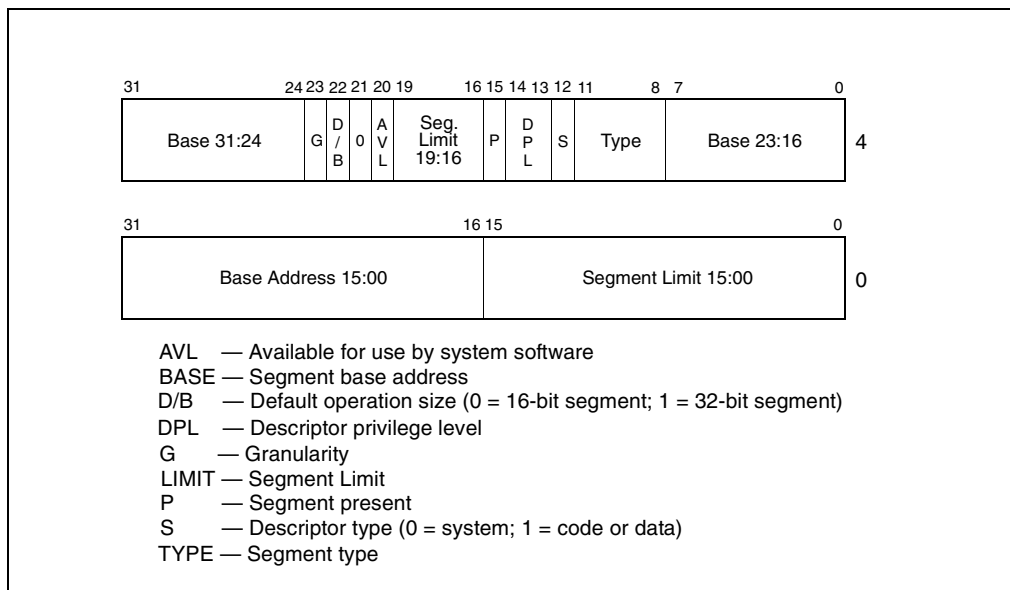 31 24 23 22 21 20 19 16 15 14 13 12 11 8 7 0
Base 31:24 G D/B 0 AVL Seg. Limit 19:16 P DPL S Type Base 23:16 4
31 16 15 0
Base Address 15:00 Segment Limit 15:00 0
AVL — Available for use by system software
BASE — Segment base address
D/B — Default operation size (0 = 16-bit segment; 1 = 32-bit segment)
DPL — Descriptor privilege level
G — Granularity
LIMIT — Segment Limit
P — Segment present
S — Descriptor type (0 = system; 1 = code or data)
TYPE — Segment type